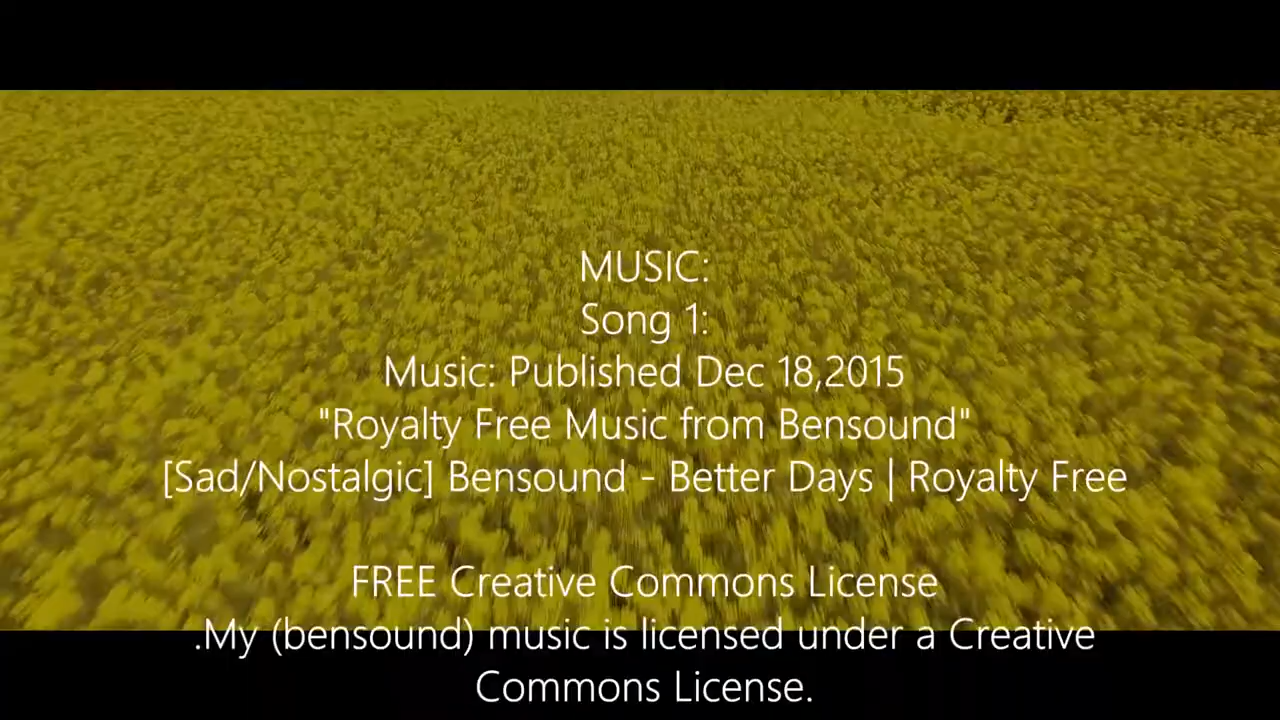 MUSIC:
Song 1:
Music: Published Dec 18,2015
"Royalty Free Music from Bensound"
[Sad/Nostalgic] Bensound - Better Days | Royalty Free
FREE Creative Commons License
.My (bensound) music is licensed under a Creative
Commons License.